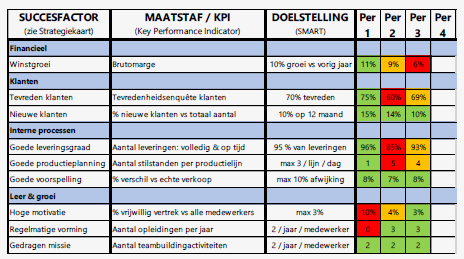 SUCCESFACTOR MAATSTAF / KPI DOELSTELLING Per Per Per Per
(zie Strategiekaart) (Key Performance Indicator) (SMART) 1 2 3 4
Financieel
Winstgroei Brutomarge 10% groei vs vorig jaar 11% 9% 6%
Klanten
Tevreden klanten Tevredenheidsenquête klanten 70% tevreden 75% 60% 69%
Nieuwe klanten % nieuwe klanten vs totaal aantal 10% op 12 maand 15% 14% 10%
Interne processen
Goede leveringsgraad Aantal leveringen: volledig & op tijd 95 % van leveringen 96% 85% 93%
Goede productieplanning Aantal stilstanden per productielijn max 3 / lijn / dag 1 5 4
Goede voorspelling % verschil vs echte verkoop max 10% afwijking 8% 7% 8%
Leer & groei
Hoge motivatie % vrijwillig vertrek vs alle medewerkers max 3% 10% 4% 3%
Regelmatige vorming Aantal opleidingen per jaar 2 / jaar / medewerker 0 3 3
Gedragen missie Aantal teambuildingactiviteiten 2 / jaar / medewerker 2 2 2